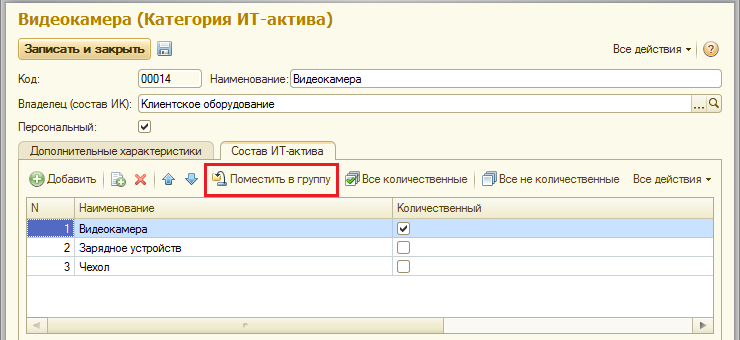 Видеокамера (Категория ИТ-актива)
Записать и закрыть Все действия ?
Код: 00014 Наименование: Видеокамера
Владелец (состав ИК): Клиентское оборудование ...
Персональный:
Дополнительные характеристики Состав ИТ-актива
Добавить Поместить в группу Все количественные Все не количественные Все действия
N Наименование Количественный
1 Видеокамера
2 Зарядное устройств
3 Чехол